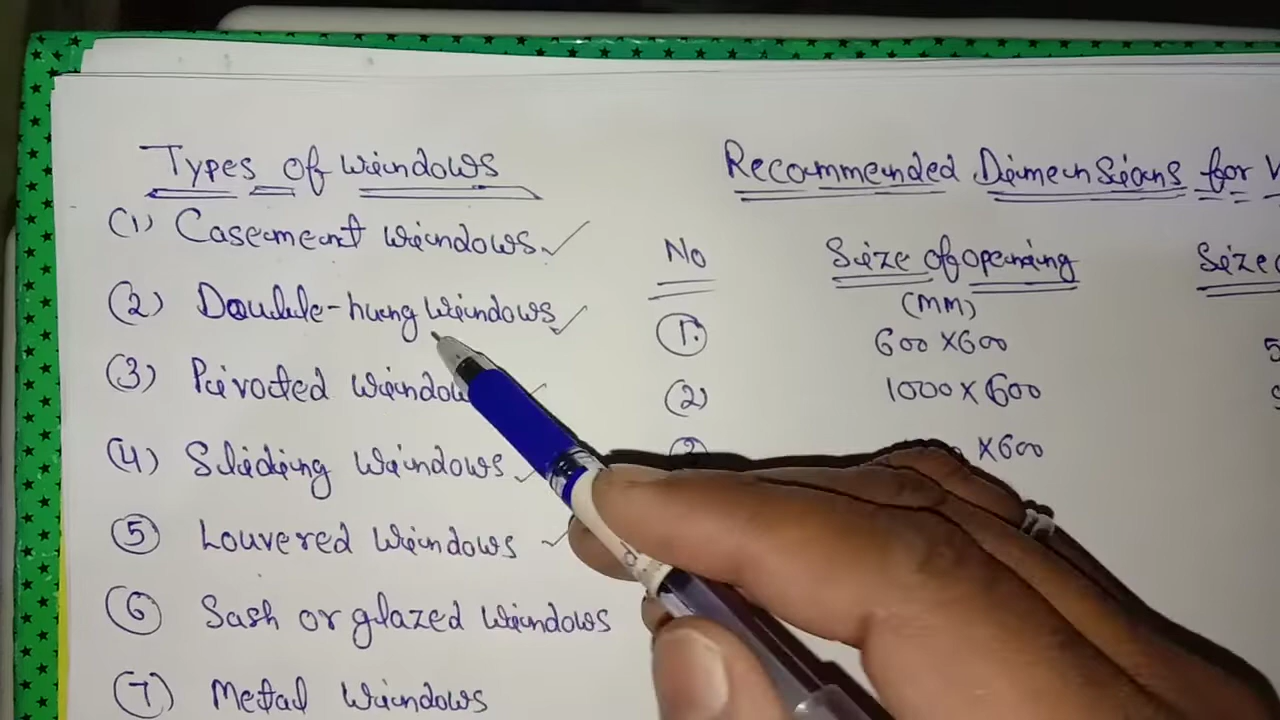 Types of windows
(1) Casement windows ✓
(2) Double-hung windows ✓
(3) Pivoted
(4) Sliding windows ✓
(5) Louvered windows ✓
(6) Sash or glazed windows
(7) Metal windows
Recommended Dimensions for
No Size of opening Size
(MM)
(1). 600 × 600
(2) 1000 × 600
× 600